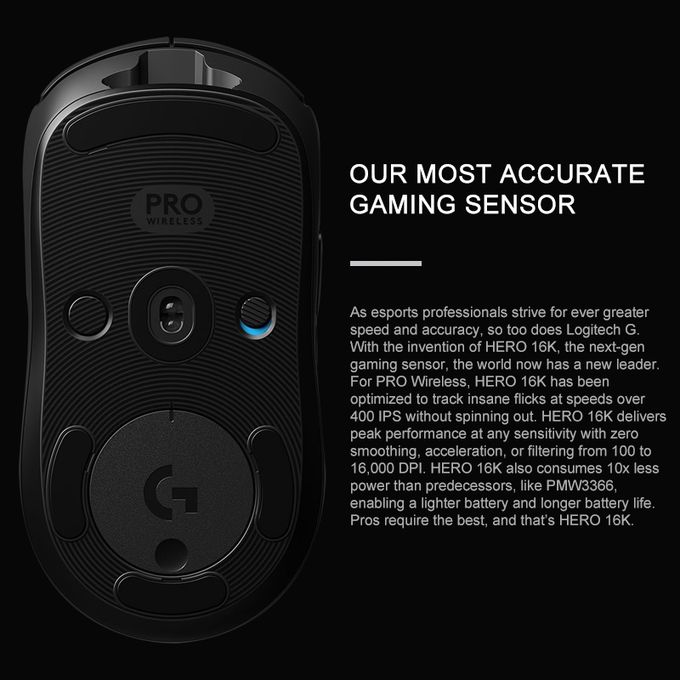 PRO
WIRELESS
G
OUR MOST ACCURATE
GAMING SENSOR
As esports professionals strive for ever greater
speed and accuracy, so too does Logitech G.
With the invention of HERO 16K, the next-gen
gaming sensor, the world now has a new leader.
For PRO Wireless, HERO 16K has been
optimized to track insane flicks at speeds over
400 IPS without spinning out. HERO 16K delivers
peak performance at any sensitivity with zero
smoothing, acceleration, or filtering from 100 to
16,000 DPI. HERO 16K also consumes 10x less
power than predecessors, like PMW3366,
enabling a lighter battery and longer battery life.
Pros require the best, and that's HERO 16K.